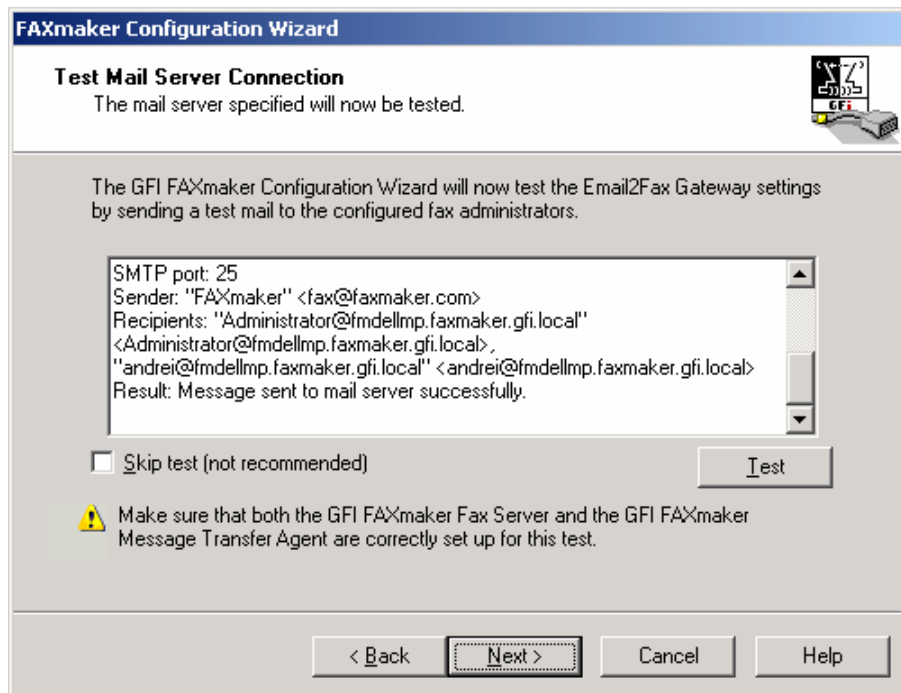 FAXmaker Configuration Wizard
Test Mail Server Connection
The mail server specified will now be tested.
GFi
The GFI FAXmaker Configuration Wizard will now test the Email2Fax Gateway settings
by sending a test mail to the configured fax administrators.
SMTP port: 25
Sender: "FAXmaker" <fax@faxmaker.com>
Recipients: "Administrator@fmdellmp.faxmaker.gfi.local"
<Administrator@fmdellmp.faxmaker.gfi.local>,
"andrei@fmdellmp.faxmaker.gfi.local" <andrei@fmdellmp.faxmaker.gfi.local>
Result: Message sent to mail server successfully.
Skip test (not recommended)
Test
Make sure that both the GFI FAXmaker Fax Server and the GFI FAXmaker
Message Transfer Agent are correctly set up for this test.
< Back Next > Cancel Help